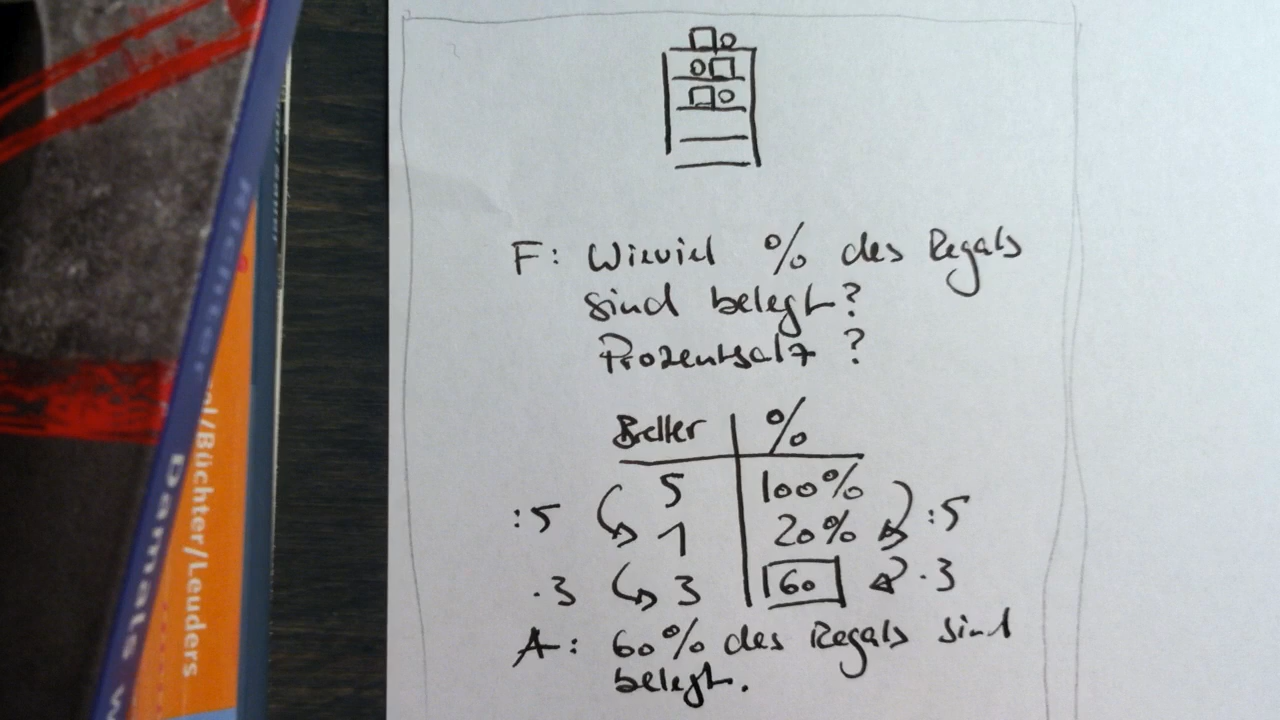 F: Wieviel % des Regals
sind belegt?
Prozentsatz ?
Bretter | %
5 | 100%
:5 :5
1 | 20%
·3 3 | 60 ·3
A: 60% des Regals sind
belegt.
/Büchter/Leuders
Damals w